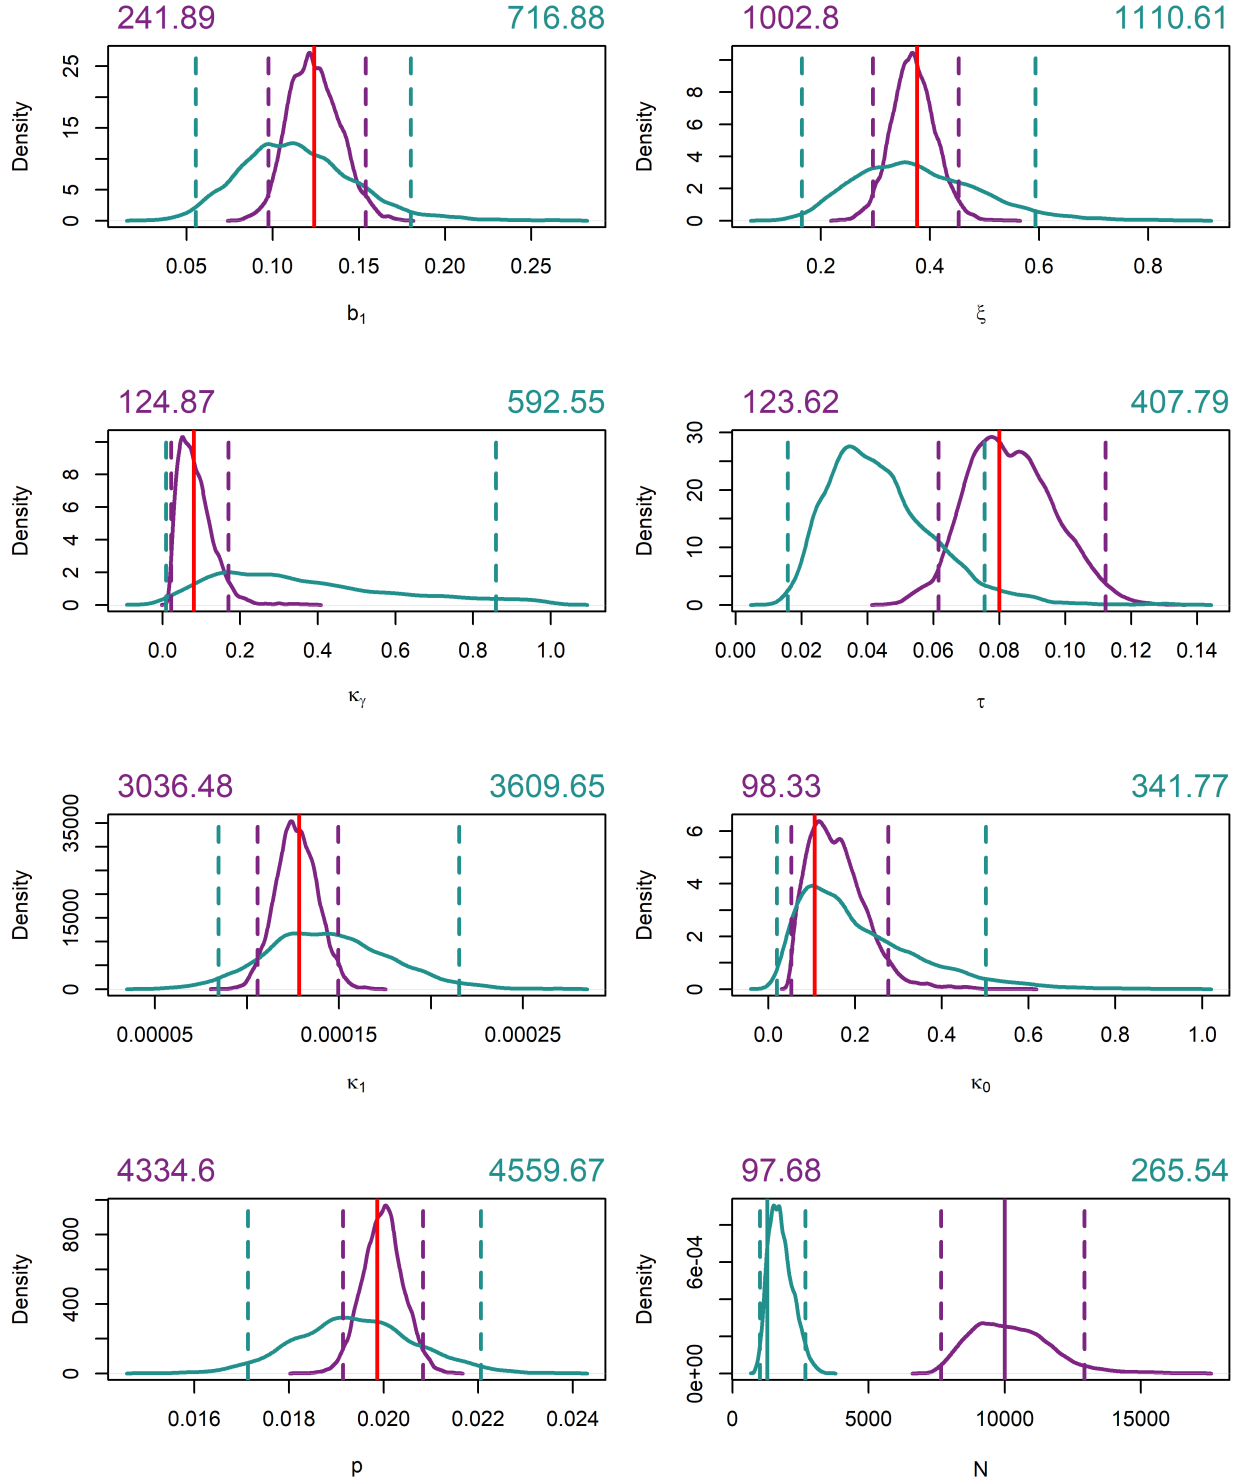 241.89 716.88
Density
25
15
5
0
0.05 0.10 0.15 0.20 0.25
b1
1002.8 1110.61
Density
8
6
4
2
0
0.2 0.4 0.6 0.8
ξ
124.87 592.55
Density
8
6
4
2
0
0.0 0.2 0.4 0.6 0.8 1.0
κγ
123.62 407.79
Density
30
20
10
0
0.00 0.02 0.04 0.06 0.08 0.10 0.12 0.14
τ
3036.48 3609.65
Density
35000
15000
0
0.00005 0.00015 0.00025
κ1
98.33 341.77
Density
6
4
2
0
0.0 0.2 0.4 0.6 0.8 1.0
κ0
4334.6 4559.67
Density
800
400
0
0.016 0.018 0.020 0.022 0.024
p
97.68 265.54
Density
6e-04
0e+00
0 5000 10000 15000
N